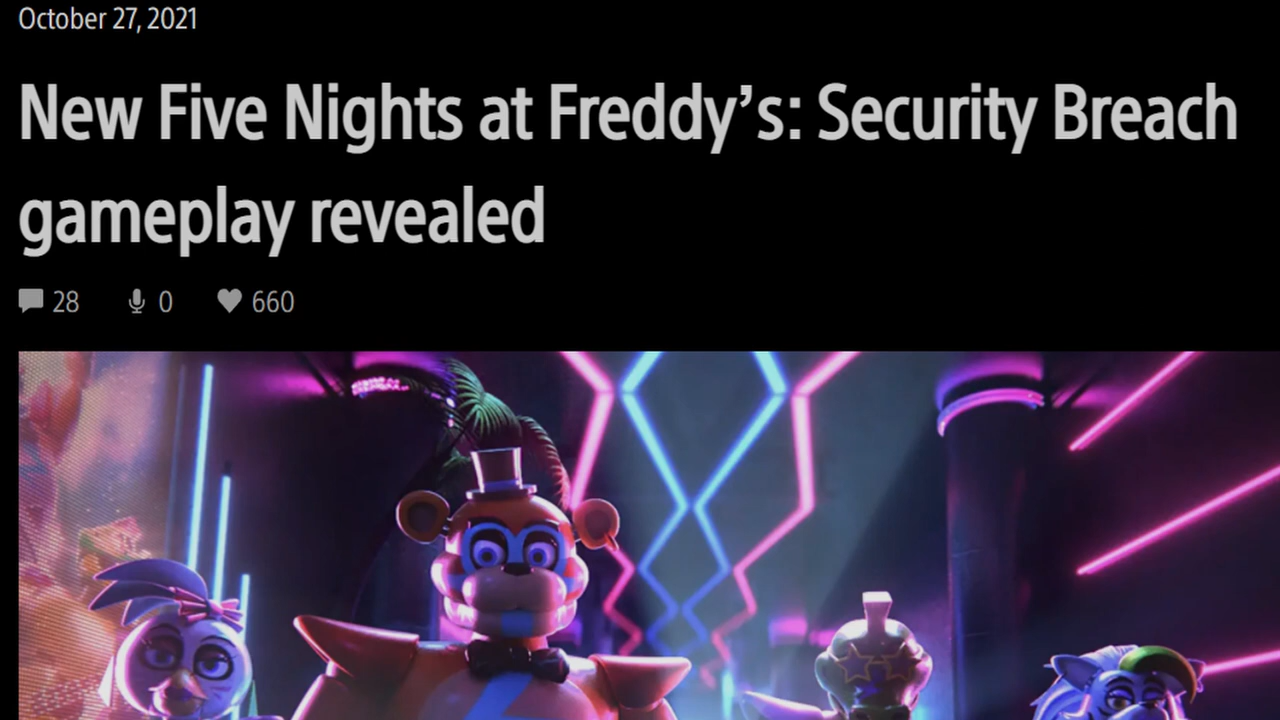 October 27, 2021
New Five Nights at Freddy’s: Security Breach
gameplay revealed
28 0 660